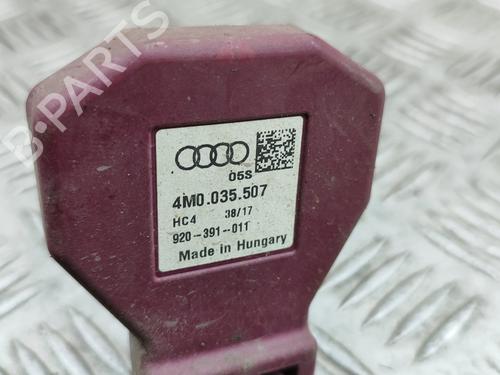 B-PARTS
05S
4M0.035.507
HC4 38/17
920-391-011
Made in Hungary